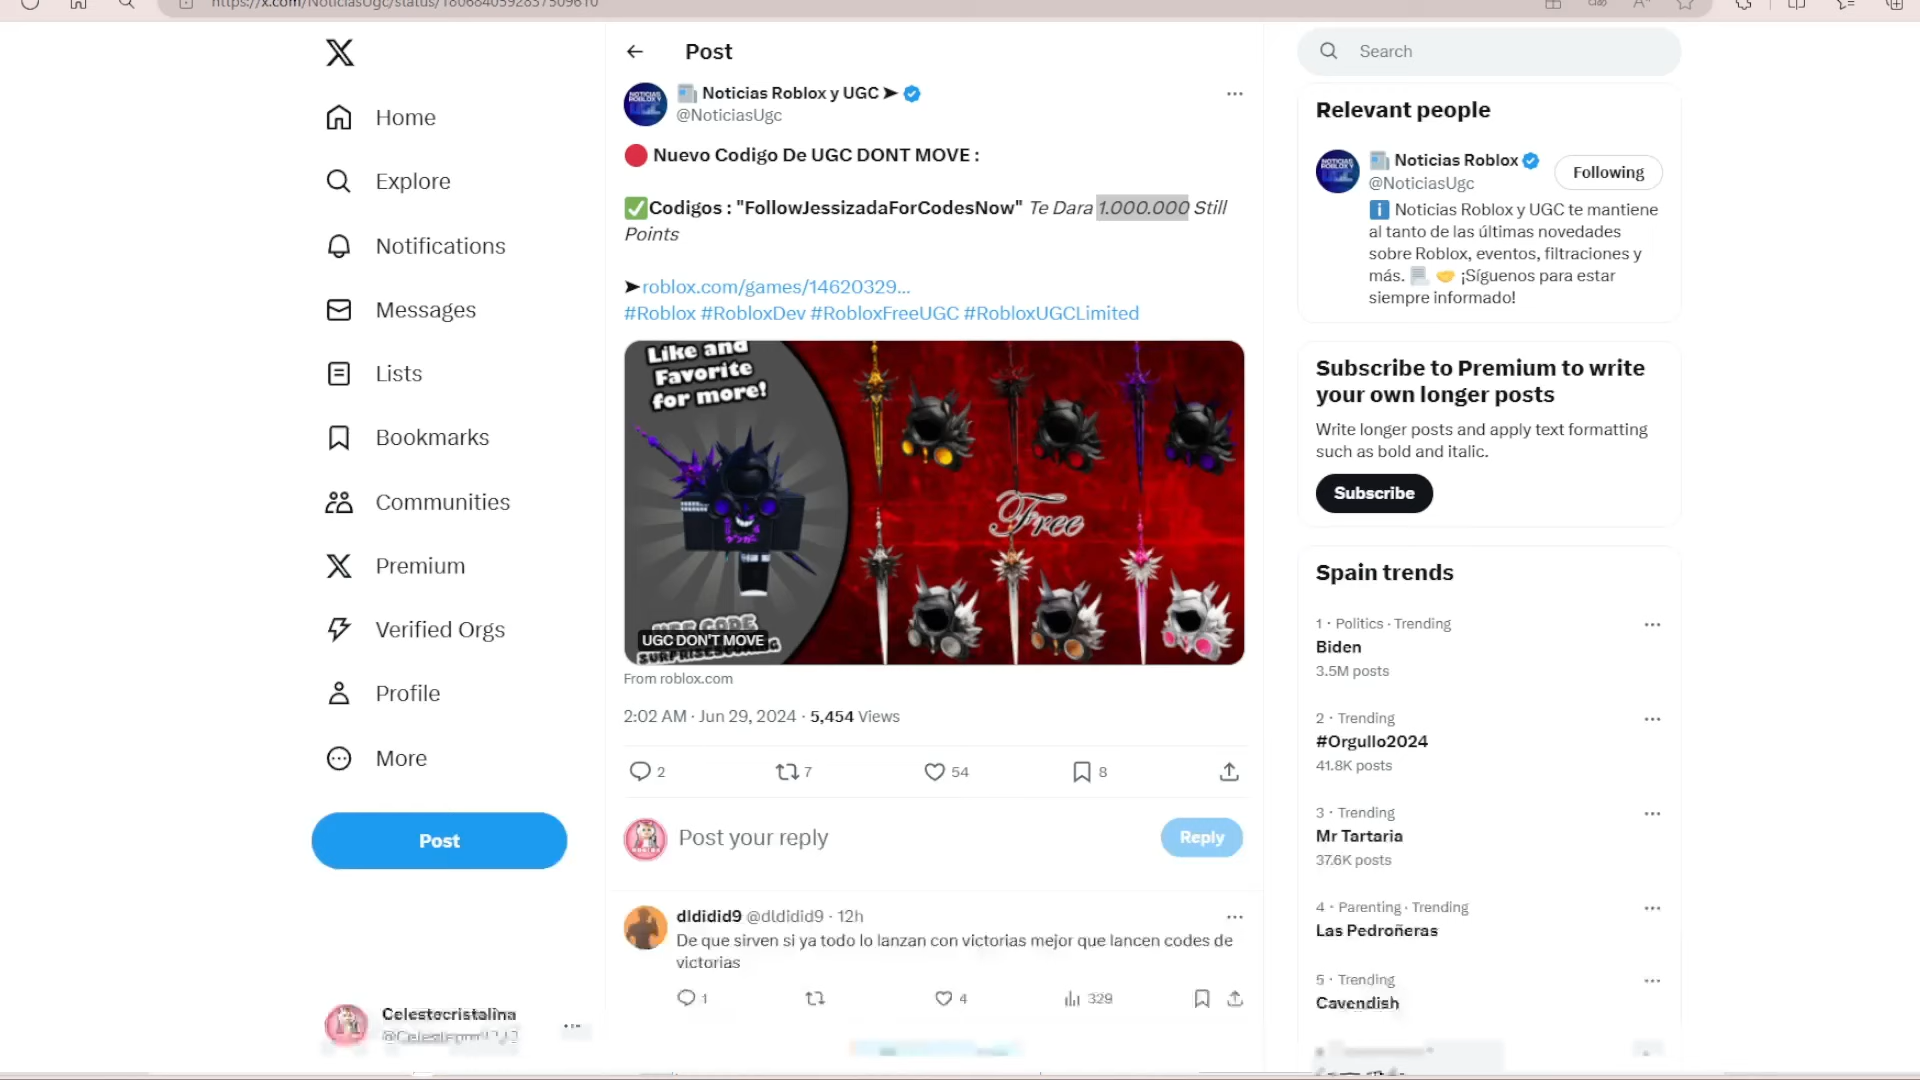 https://x.com/NoticiasUgc/status/1806840592837509610
Home
Explore
Notifications
Messages
Lists
Bookmarks
Communities
Premium
Verified Orgs
Profile
More
Post
Celestecristalina
Post
Noticias Roblox y UGC ➤
@NoticiasUgc
🔴 Nuevo Codigo De UGC DONT MOVE :
✅Codigos : "FollowJessizadaForCodesNow" Te Dara 1.000.000 Still
Points
➤roblox.com/games/14620329...
#Roblox #RobloxDev #RobloxFreeUGC #RobloxUGCLimited
Like and
Favorite
for more!
Free
UGC DON'T MOVE
From roblox.com
2:02 AM · Jun 29, 2024 · 5,454 Views
2
7
54
8
Post your reply
Reply
dldidid9 @dldidid9 · 12h
De que sirven si ya todo lo lanzan con victorias mejor que lancen codes de
victorias
1
4
329
Search
Relevant people
Noticias Roblox
@NoticiasUgc
Following
ℹ️ Noticias Roblox y UGC te mantiene
al tanto de las últimas novedades
sobre Roblox, eventos, filtraciones y
más. 📃 🤝 ¡Síguenos para estar
siempre informado!
Subscribe to Premium to write
your own longer posts
Write longer posts and apply text formatting
such as bold and italic.
Subscribe
Spain trends
1 · Politics · Trending
Biden
3.5M posts
2 · Trending
#Orgullo2024
41.8K posts
3 · Trending
Mr Tartaria
37.6K posts
4 · Parenting · Trending
Las Pedroñeras
5 · Trending
Cavendish